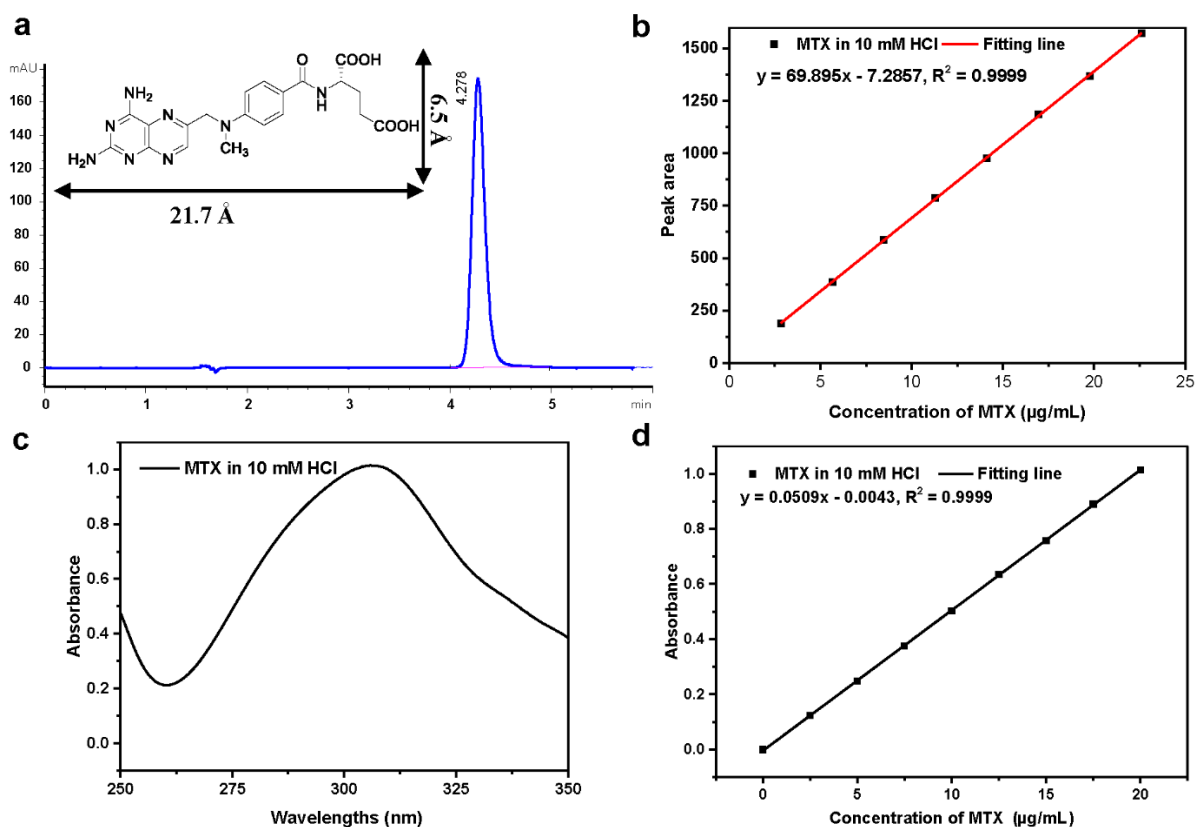 a
mAU
160
140
120
100
80
60
40
20
0
0 1 2 3 4 5 min
4.278
NH2
H2N
N
N
N
N
N
CH3
O
N
H
COOH
COOH
6.5 Å
21.7 Å
b
MTX in 10 mM HCl Fitting line
y = 69.895x - 7.2857, R2 = 0.9999
Peak area
1500
1250
1000
750
500
250
0
0 5 10 15 20 25
Concentration of MTX (µg/mL)
c
MTX in 10 mM HCl
Absorbance
1.0
0.8
0.6
0.4
0.2
0.0
250 275 300 325 350
Wavelengths (nm)
d
MTX in 10 mM HCl Fitting line
y = 0.0509x - 0.0043, R2 = 0.9999
Absorbance
1.0
0.8
0.6
0.4
0.2
0.0
0 5 10 15 20
Concentration of MTX (µg/mL)